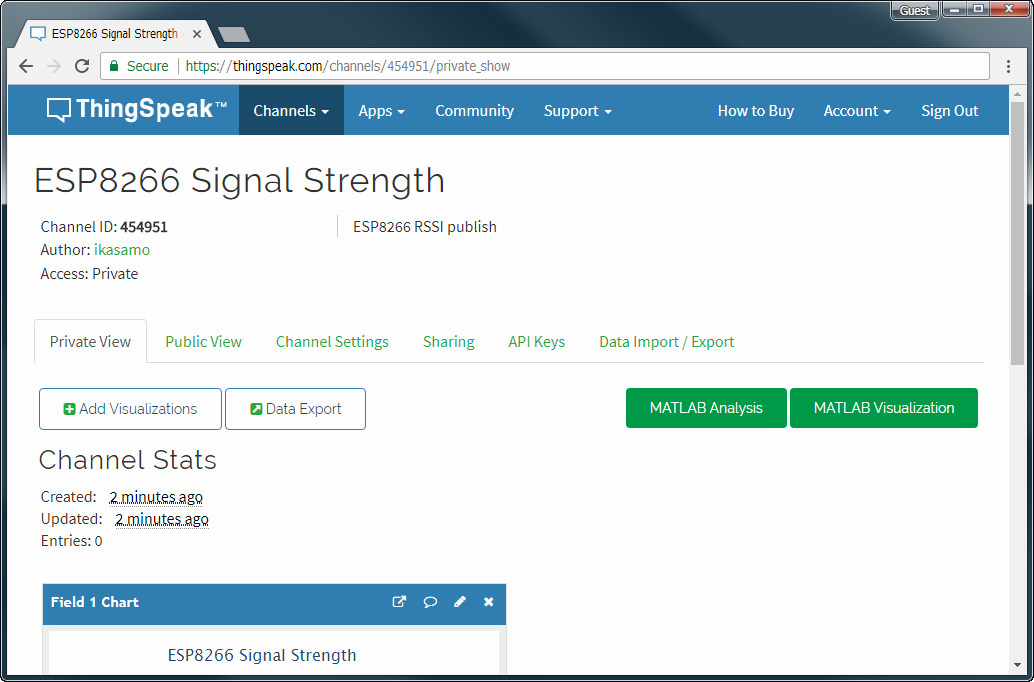 Guest
ESP8266 Signal Strength
Secure https://thingspeak.com/channels/454951/private_show
ThingSpeak™ Channels Apps Community Support How to Buy Account Sign Out
ESP8266 Signal Strength
Channel ID: 454951 ESP8266 RSSI publish
Author: ikasamo
Access: Private
Private View Public View Channel Settings Sharing API Keys Data Import / Export
Add Visualizations Data Export MATLAB Analysis MATLAB Visualization
Channel Stats
Created: 2 minutes ago
Updated: 2 minutes ago
Entries: 0
Field 1 Chart
ESP8266 Signal Strength